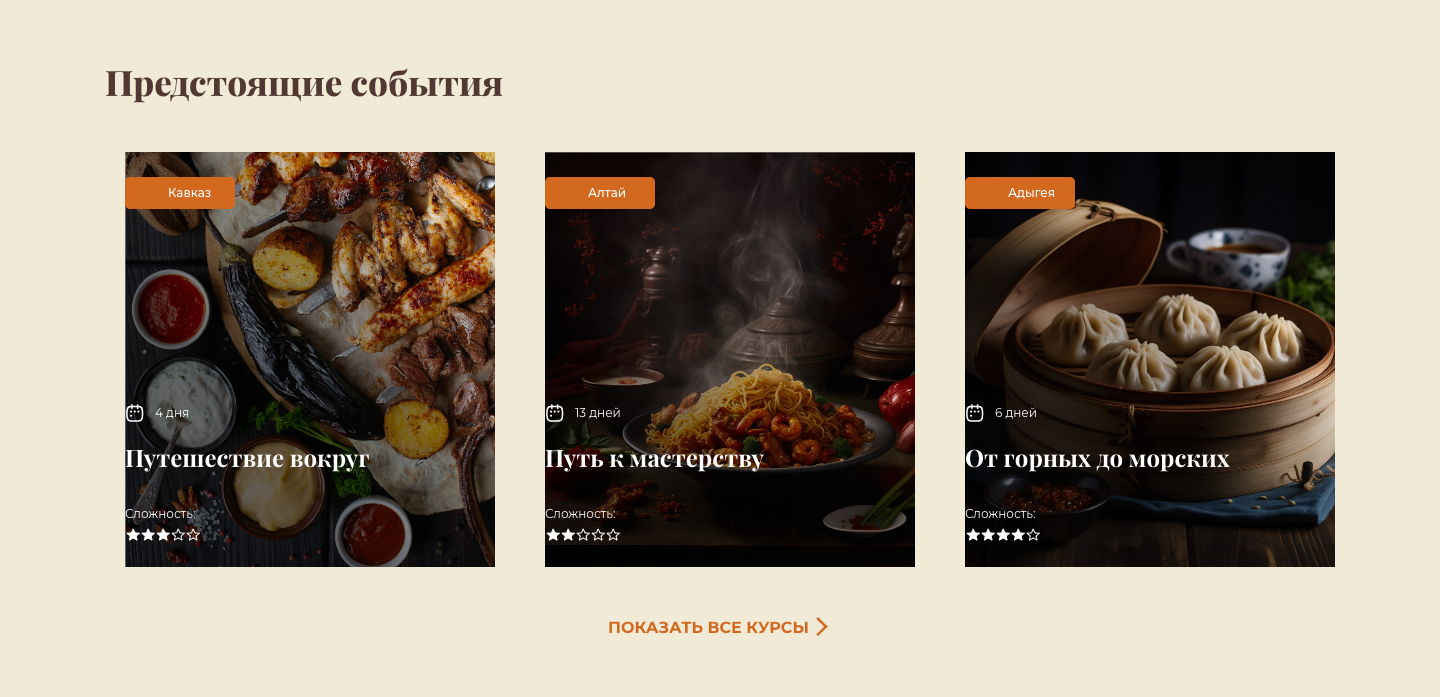 Предстоящие события
Кавказ
4 дня
Путешествие вокруг
Сложность:
Алтай
13 дней
Путь к мастерству
Сложность:
Адыгея
6 дней
От горных до морских
Сложность:
ПОКАЗАТЬ ВСЕ КУРСЫ